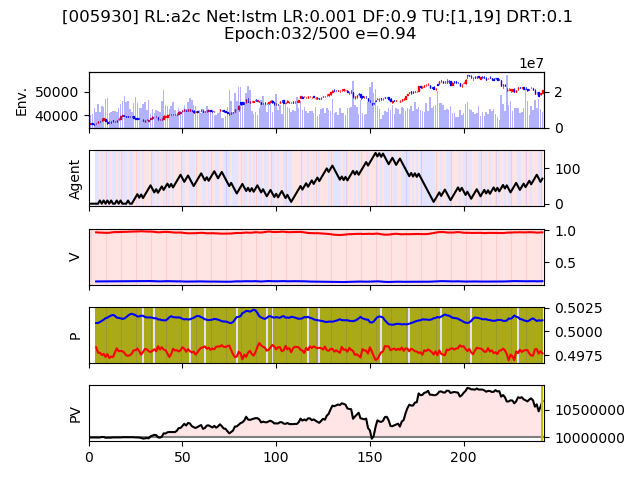 [005930] RL:a2c Net:lstm LR:0.001 DF:0.9 TU:[1,19] DRT:0.1
Epoch:032/500 e=0.94
1e7
Env.
50000
40000
2
0
Agent
100
0
V
1.0
0.5
P
0.5025
0.5000
0.4975
PV
10500000
10000000
0 50 100 150 200